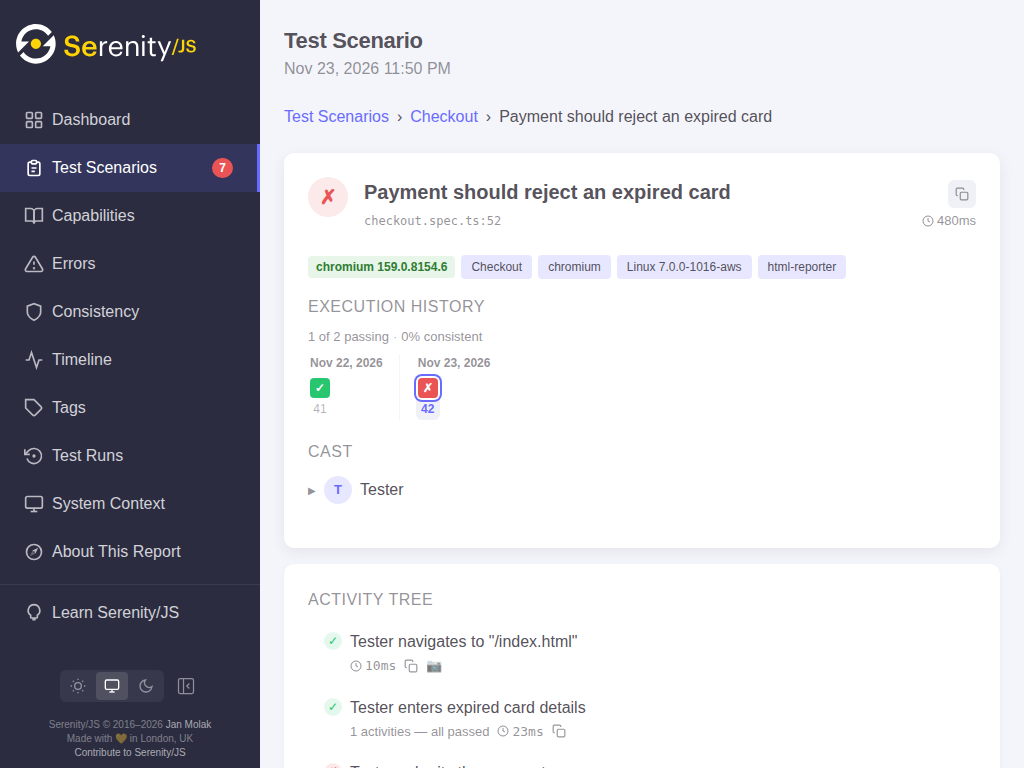 Serenity/JS
Dashboard
Test Scenarios 7
Capabilities
Errors
Consistency
Timeline
Tags
Test Runs
System Context
About This Report
Learn Serenity/JS
Serenity/JS © 2016–2026 Jan Molak
Made with 💛 in London, UK
Contribute to Serenity/JS
Test Scenario
Nov 23, 2026 11:50 PM
Test Scenarios › Checkout › Payment should reject an expired card
✗ Payment should reject an expired card
checkout.spec.ts:52 480ms
chromium 159.0.8154.6 Checkout chromium Linux 7.0.0-1016-aws html-reporter
EXECUTION HISTORY
1 of 2 passing · 0% consistent
Nov 22, 2026 Nov 23, 2026
✓ ✗
41 42
CAST
▶ T Tester
ACTIVITY TREE
✓ Tester navigates to "/index.html"
10ms 📷
✓ Tester enters expired card details
1 activities — all passed 23ms